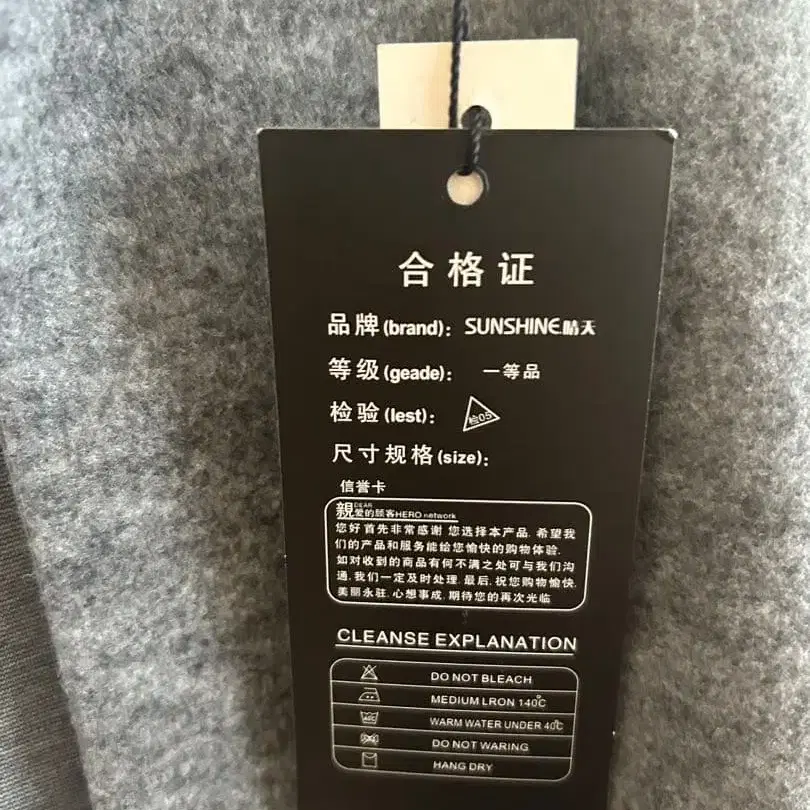 合格证
品牌(brand): SUNSHINE晴天
等级(geade): 一等品
检验(lest): 检05
尺寸规格(size):
信誉卡
親DEAR爱的顾客HERO network
您好首先非常感谢 您选择本产品.希望我
们的产品和服务能给您愉快的购物体验.
如对收到的商品有何不满之处可与我们沟
通.我们一定及时处理.最后.祝您购物愉快.
美丽永驻.心想事成.期待您的再次光临
CLEANSE EXPLANATION
DO NOT BLEACH
MEDIUM LRON 140℃
WARM WATER UNDER 40℃
DO NOT WARING
HANG DRY